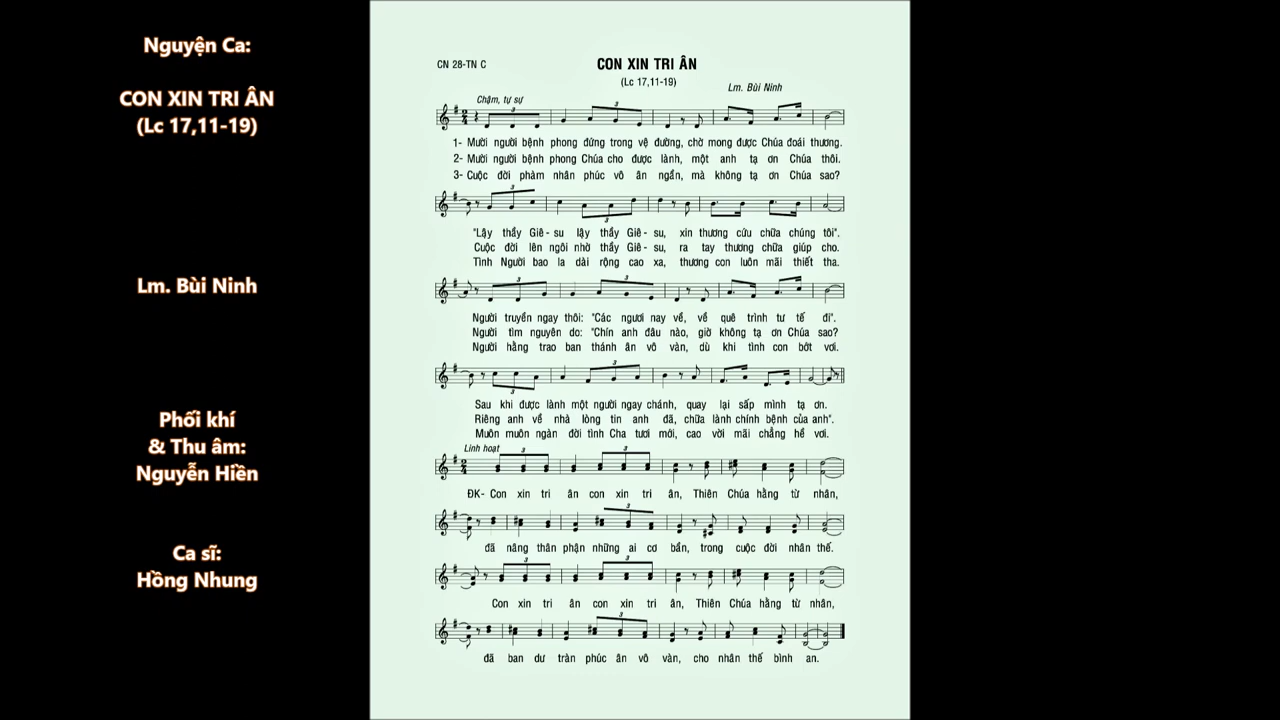 Nguyện Ca:
CON XIN TRI ÂN
(Lc 17,11-19)
Lm. Bùi Ninh
Phối khí
& Thu âm:
Nguyễn Hiền
Ca sĩ:
Hồng Nhung
CN 28-TN C
CON XIN TRI ÂN
(Lc 17,11-19)
Lm. Bùi Ninh
Chậm, tự sự
1- Mười người bệnh phong đứng trong vệ đường, chờ mong được Chúa đoái thương.
2- Mười người bệnh phong Chúa cho được lành, một anh tạ ơn Chúa thôi.
3- Cuộc đời phàm nhân phúc vô ân ngần, mà không tạ ơn Chúa sao?
"Lậy thầy Giê - su lậy thầy Giê - su, xin thương cứu chữa chúng tôi".
Cuộc đời lên ngôi nhờ thầy Giê - su, ra tay thương chữa giúp cho.
Tình Người bao la dài rộng cao xa, thương con luôn mãi thiết tha.
Người truyền ngay thôi: "Các ngươi nay về, về quê trình tư tế đi".
Người tìm nguyên do: "Chín anh đâu nào, giờ không tạ ơn Chúa sao?
Người hằng trao ban thánh ân vô vàn, dù khi tình con bớt vơi.
Sau khi được lành một người ngay chánh, quay lại sấp mình tạ ơn.
Riêng anh về nhà lòng tin anh đã, chữa lành chính bệnh của anh".
Muôn muôn ngàn đời tình Cha tươi mới, cao vời mãi chẳng hề vơi.
Linh hoạt
ĐK- Con xin tri ân con xin tri ân, Thiên Chúa hằng từ nhân,
đã nâng thân phận những ai cơ bần, trong cuộc đời nhân thế.
Con xin tri ân con xin tri ân, Thiên Chúa hằng từ nhân,
đã ban dư tràn phúc ân vô vàn, cho nhân thế bình an.